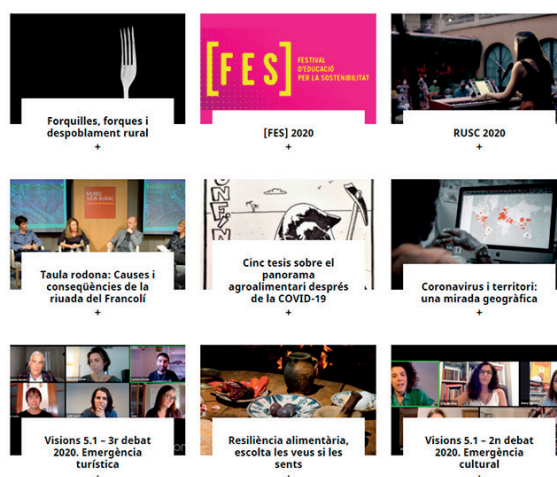 [FES]
FESTIVAL
D'EDUCACIÓ
PER LA SOSTENIBILITAT
Forquilles, forques i
despoblament rural
+
[FES] 2020
+
RUSC 2020
+
MUSEU
VIDA RURAL
Taula rodona: Causes i
conseqüències de la
riuada del Francolí
+
Cinc tesis sobre el
panorama
agroalimentari després
de la COVID-19
+
Coronavirus i territori:
una mirada geogràfica
+
Visions 5.1 – 3r debat
2020. Emergència
turística
Resiliència alimentària,
escolta les veus si les
sents
Visions 5.1 – 2n debat
2020. Emergència
cultural